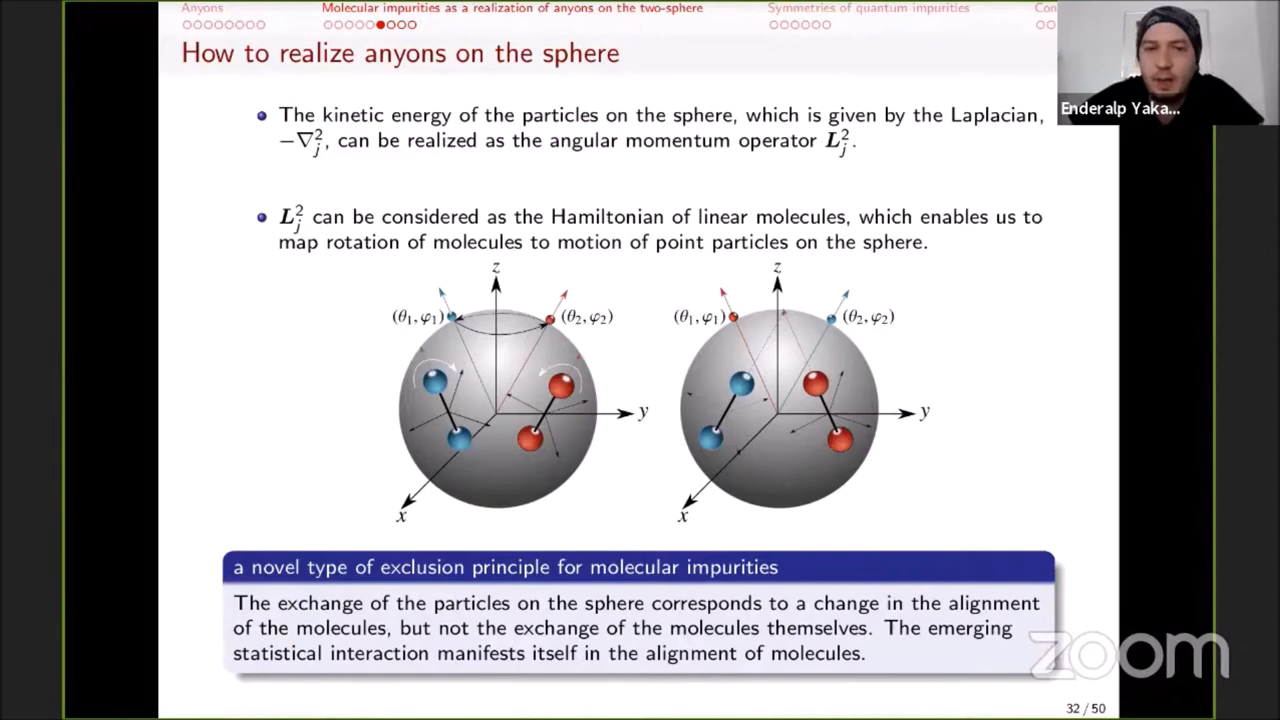 Anyons Molecular impurities as a realization of anyons on the two-sphere Symmetries of quantum impurities
How to realize anyons on the sphere
Enderalp Yaka...
The kinetic energy of the particles on the sphere, which is given by the Laplacian,
−∇²ⱼ, can be realized as the angular momentum operator L²ⱼ.
L²ⱼ can be considered as the Hamiltonian of linear molecules, which enables us to
map rotation of molecules to motion of point particles on the sphere.
z z
(θ₁,φ₁) (θ₂,φ₂) (θ₁,φ₁) (θ₂,φ₂)
y y
x x
a novel type of exclusion principle for molecular impurities
The exchange of the particles on the sphere corresponds to a change in the alignment
of the molecules, but not the exchange of the molecules themselves. The emerging
statistical interaction manifests itself in the alignment of molecules.
zoom
32 / 50